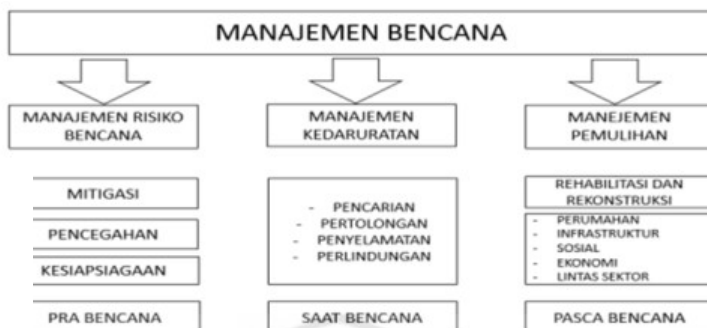 MANAJEMEN BENCANA
MANAJEMEN RISIKO
BENCANA
MITIGASI
PENCEGAHAN
KESIAPSIAGAAN
PRA BENCANA
MANAJEMEN
KEDARURATAN
- PENCARIAN
- PERTOLONGAN
- PENYELAMATAN
- PERLINDUNGAN
SAAT BENCANA
MANEJEMEN
PEMULIHAN
REHABILITASI DAN
REKONSTRUKSI
- PERUMAHAN
- INFRASTRUKTUR
- SOSIAL
- EKONOMI
- LINTAS SEKTOR
PASCA BENCANA